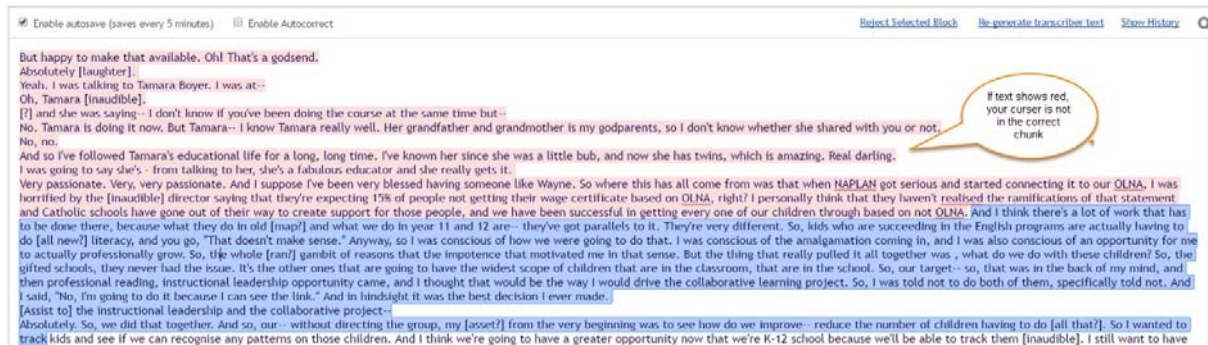 Enable autosave (saves every 5 minutes) Enable Autocorrect Reject Selected Block Re-generate transcriber text Show History
But happy to make that available. Oh! That's a godsend.
Absolutely [laughter].
Yeah. I was talking to Tamara Boyer. I was at--
Oh, Tamara [inaudible].
[?] and she was saying-- I don't know if you've been doing the course at the same time but--
No. Tamara is doing it now. But Tamara-- I know Tamara really well. Her grandfather and grandmother is my godparents, so I don't know whether she shared with you or not.
No, no.
And so I've followed Tamara's educational life for a long, long time. I've known her since she was a little bub, and now she has twins, which is amazing. Real darling.
I was going to say she's - from talking to her, she's a fabulous educator and she really gets it.
Very passionate. Very, very passionate. And I suppose I've been very blessed having someone like Wayne. So where this has all come from was that when NAPLAN got serious and started connecting it to our OLNA, I was
horrified by the [inaudible] director saying that they're expecting 15% of people not getting their wage certificate based on OLNA, right? I personally think that they haven't realised the ramifications of that statement
and Catholic schools have gone out of their way to create support for those people, and we have been successful in getting every one of our children through based on not OLNA. And I think there's a lot of work that has
to be done there, because what they do in old [map?] and what we do in year 11 and 12 are-- they've got parallels to it. They're very different. So, kids who are succeeding in the English programs are actually having to
do [all new?] literacy, and you go, "That doesn't make sense." Anyway, so I was conscious of how we were going to do that. I was conscious of the amalgamation coming in, and I was also conscious of an opportunity for me
to actually professionally grow. So, the whole [ran?] gambit of reasons that the impotence that motivated me in that sense. But the thing that really pulled it all together was , what do we do with these children? So, the
gifted schools, they never had the issue. It's the other ones that are going to have the widest scope of children that are in the classroom, that are in the school. So, our target-- so, that was in the back of my mind, and
then professional reading, instructional leadership opportunity came, and I thought that would be the way I would drive the collaborative learning project. So, I was told not to do both of them, specifically told not. And
I said, "No, I'm going to do it because I can see the link." And in hindsight it was the best decision I ever made.
[Assist to] the instructional leadership and the collaborative project--
Absolutely. So, we did that together. And so, our-- without directing the group, my [asset?] from the very beginning was to see how do we improve-- reduce the number of children having to do [all that?]. So I wanted to
track kids and see if we can recognise any patterns on those children. And I think we're going to have a greater opportunity now that we're K-12 school because we'll be able to track them [inaudible]. I still want to have
If text shows red,
your curser is not
in the correct
chunk